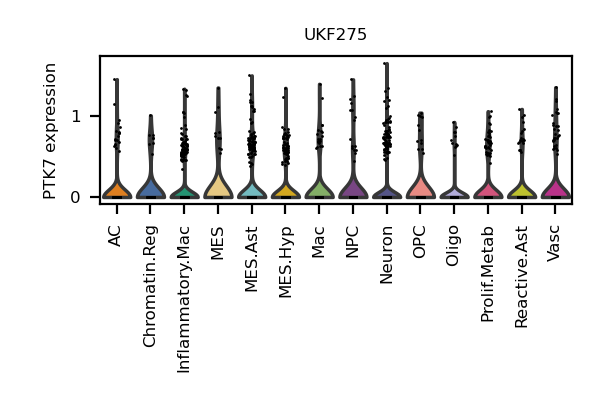 UKF275
PTK7 expression
1
0
AC
Chromatin.Reg
Inflammatory.Mac
MES
MES.Ast
MES.Hyp
Mac
NPC
Neuron
OPC
Oligo
Prolif.Metab
Reactive.Ast
Vasc